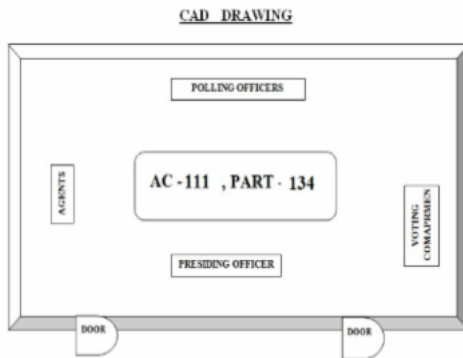 CAD DRAWING
POLLING OFFICERS
AC -111 , PART - 134
AGENTS
VOTING
COMAPRMEN
PRESIDING OFFICER
DOOR
DOOR